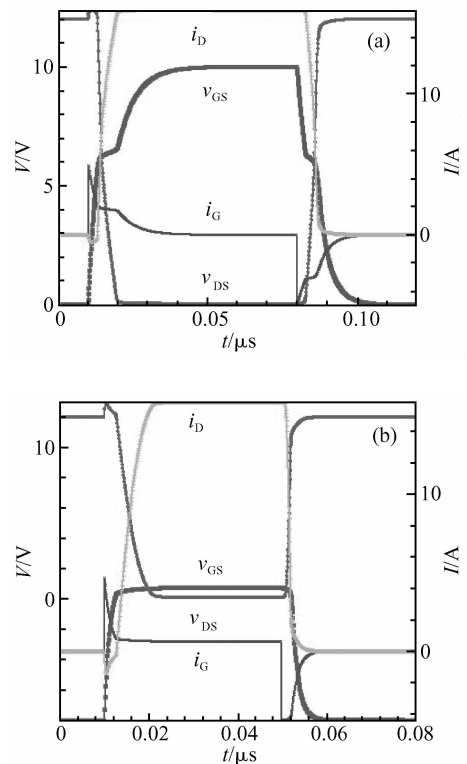 (a)
i_D
v_GS
i_G
v_DS
V/V
10
5
0
I/A
10
0
0 0.05 0.10
t/μs
(b)
i_D
v_GS
v_DS
i_G
V/V
10
0
I/A
10
0
0 0.02 0.04 0.06 0.08
t/μs